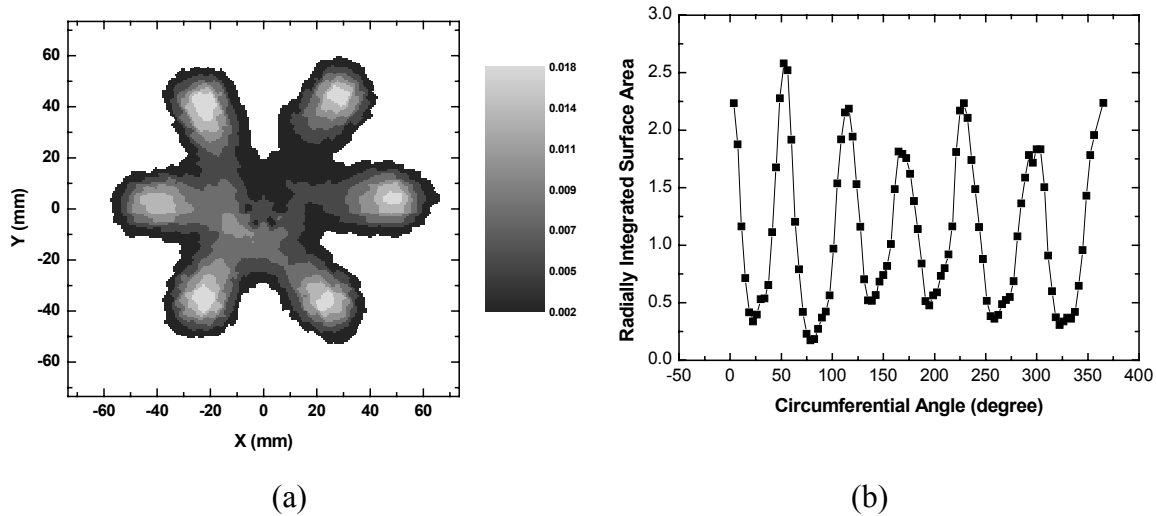 60
40
20
0
-20
-40
-60
Y (mm)
-60 -40 -20 0 20 40 60
X (mm)
0.018
0.014
0.011
0.009
0.007
0.005
0.002
(a)
3.0
2.5
2.0
1.5
1.0
0.5
0.0
Radially Integrated Surface Area
-50 0 50 100 150 200 250 300 350 400
Circumferential Angle (degree)
(b)